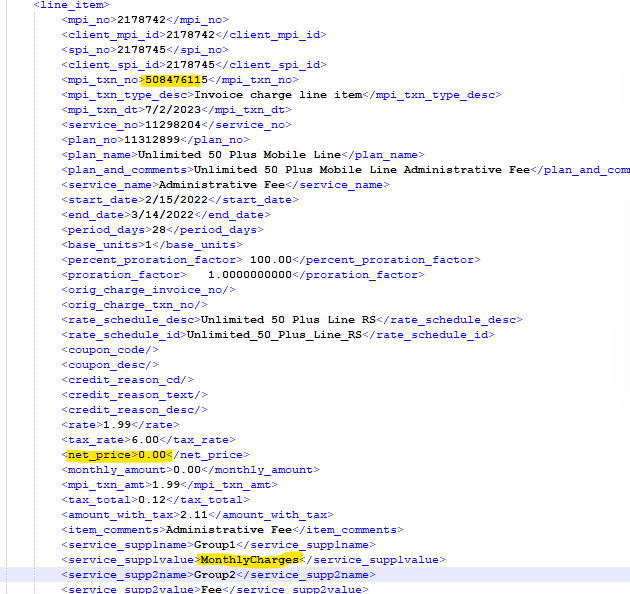 <line_item>
<mpi_no>2178742</mpi_no>
<client_mpi_id>2178742</client_mpi_id>
<spi_no>2178745</spi_no>
<client_spi_id>2178745</client_spi_id>
<mpi_txn_no>508476115</mpi_txn_no>
<mpi_txn_type_desc>Invoice charge line item</mpi_txn_type_desc>
<mpi_txn_dt>7/2/2023</mpi_txn_dt>
<service_no>11298204</service_no>
<plan_no>11312899</plan_no>
<plan_name>Unlimited 50 Plus Mobile Line</plan_name>
<plan_and_comments>Unlimited 50 Plus Mobile Line Administrative Fee</plan_and_com
<service_name>Administrative Fee</service_name>
<start_date>2/15/2022</start_date>
<end_date>3/14/2022</end_date>
<period_days>28</period_days>
<base_units>1</base_units>
<percent_proration_factor> 100.00</percent_proration_factor>
<proration_factor>   1.0000000000</proration_factor>
<orig_charge_invoice_no/>
<orig_charge_txn_no/>
<rate_schedule_desc>Unlimited 50 Plus Line RS</rate_schedule_desc>
<rate_schedule_id>Unlimited_50_Plus_Line_RS</rate_schedule_id>
<coupon_code/>
<coupon_desc/>
<credit_reason_cd/>
<credit_reason_text/>
<credit_reason_desc/>
<rate>1.99</rate>
<tax_rate>6.00</tax_rate>
<net_price>0.00</net_price>
<monthly_amount>0.00</monthly_amount>
<mpi_txn_amt>1.99</mpi_txn_amt>
<tax_total>0.12</tax_total>
<amount_with_tax>2.11</amount_with_tax>
<item_comments>Administrative Fee</item_comments>
<service_supp1name>Group1</service_supp1name>
<service_supp1value>MonthlyCharges</service_supp1value>
<service_supp2name>Group2</service_supp2name>
<service_supp2value>Fee</service_supp2value>